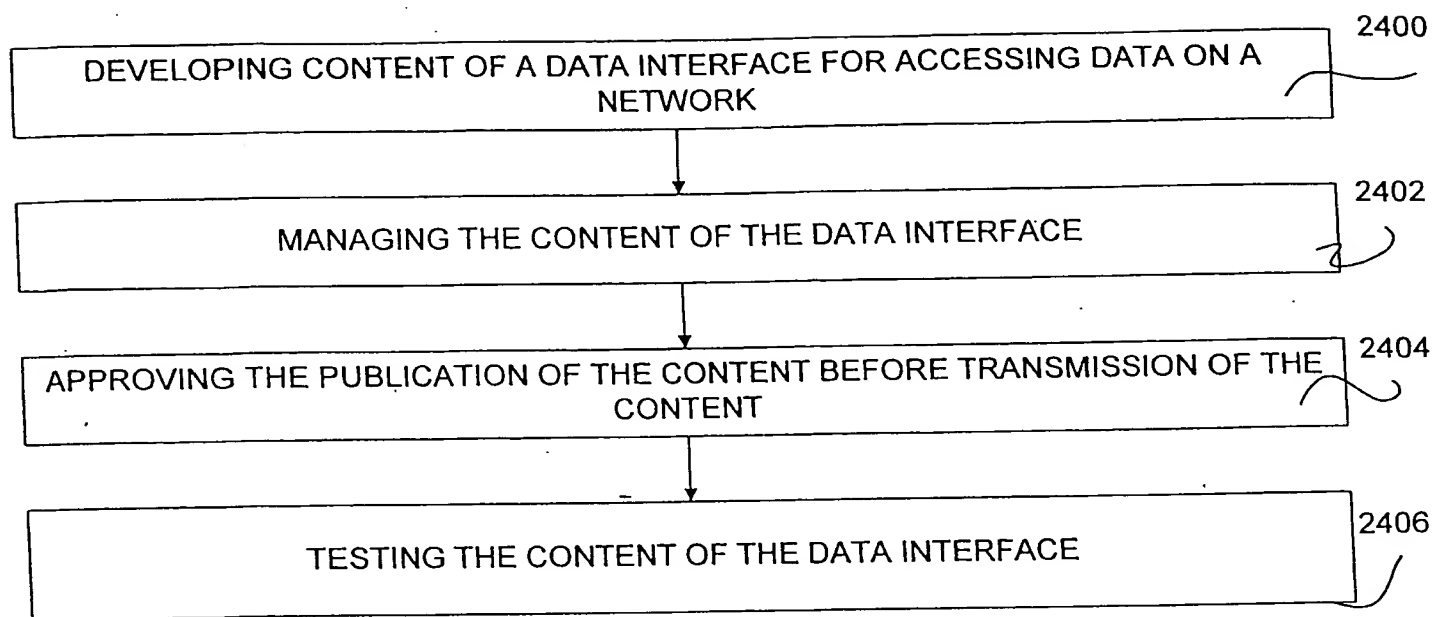 2400
DEVELOPING CONTENT OF A DATA INTERFACE FOR ACCESSING DATA ON A
NETWORK
2402
MANAGING THE CONTENT OF THE DATA INTERFACE
2404
APPROVING THE PUBLICATION OF THE CONTENT BEFORE TRANSMISSION OF THE
CONTENT
2406
TESTING THE CONTENT OF THE DATA INTERFACE